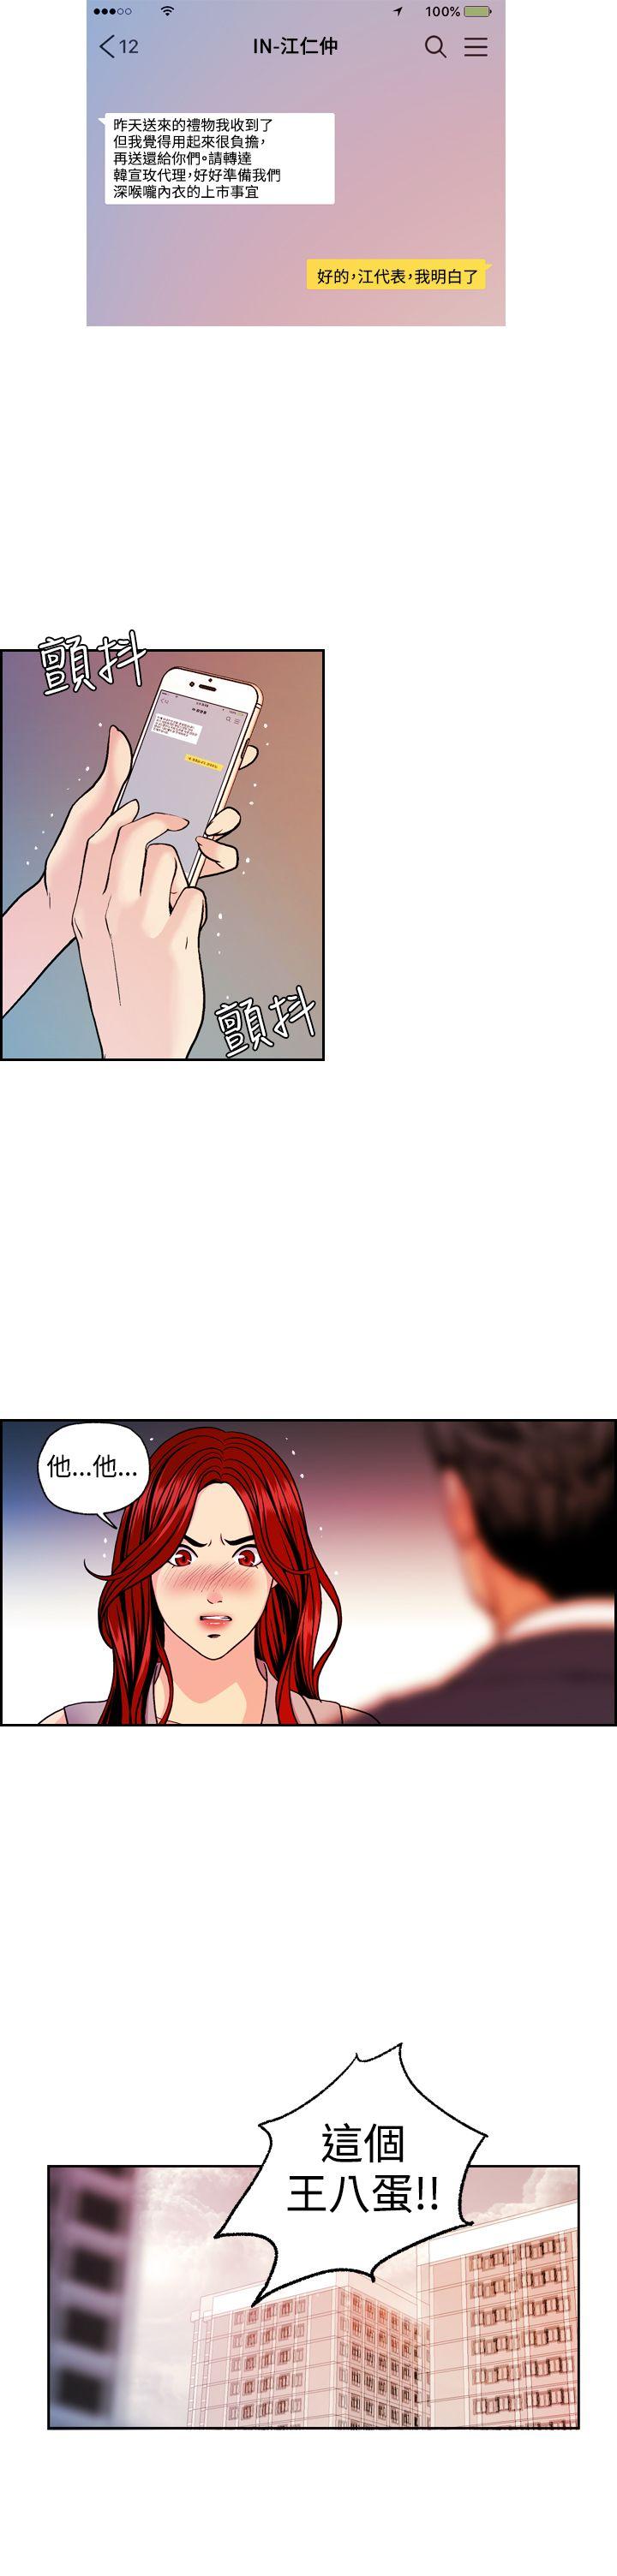 100%
12
IN-江仁仲
昨天送來的禮物我收到了
但我覺得用起來很負擔,
再送還給你們。請轉達
韓宣玫代理,好好準備我們
深喉嚨內衣的上市事宜
好的,江代表,我明白了
顫抖
顫抖
他...他...
這個
王八蛋!!